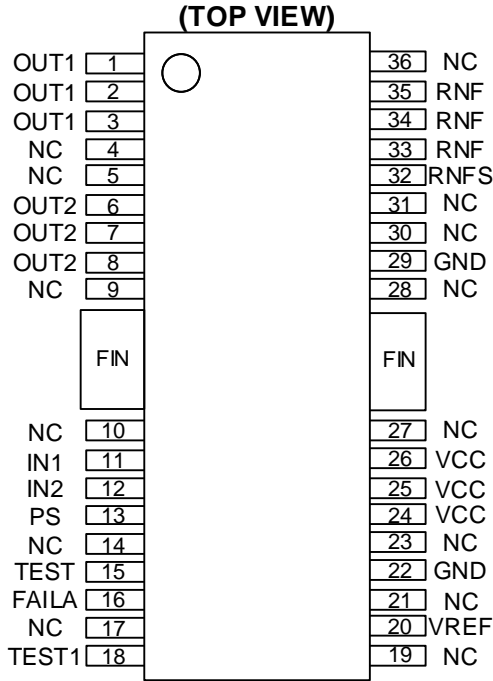 (TOP VIEW)
OUT1 1 36 NC
OUT1 2 35 RNF
OUT1 3 34 RNF
NC 4 33 RNF
NC 5 32 RNFS
OUT2 6 31 NC
OUT2 7 30 NC
OUT2 8 29 GND
NC 9 28 NC
FIN FIN
NC 10 27 NC
IN1 11 26 VCC
IN2 12 25 VCC
PS 13 24 VCC
NC 14 23 NC
TEST 15 22 GND
FAILA 16 21 NC
NC 17 20 VREF
TEST1 18 19 NC